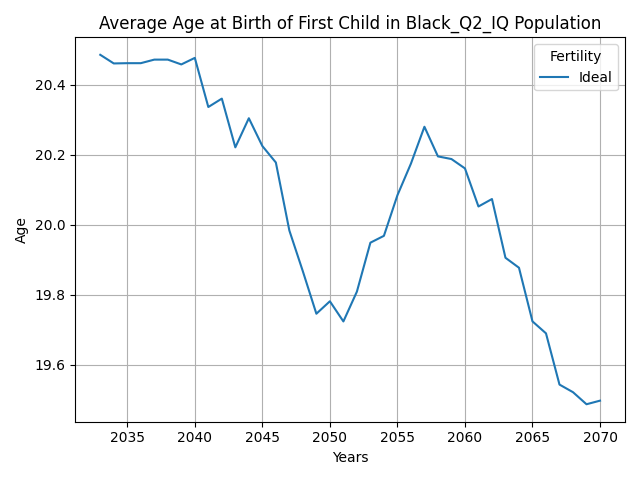 Average Age at Birth of First Child in Black_Q2_IQ Population
Fertility
Ideal
Age
20.4
20.2
20.0
19.8
19.6
2035 2040 2045 2050 2055 2060 2065 2070
Years